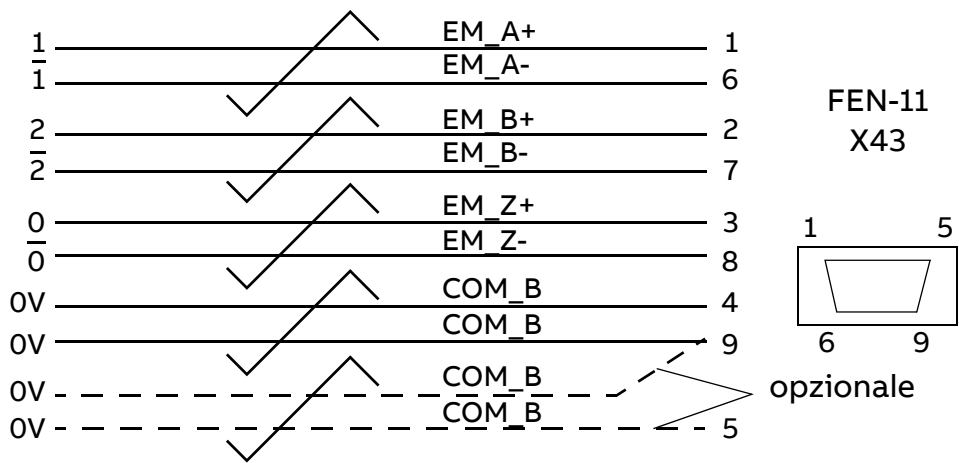 1 EM_A+ 1
1̅ EM_A- 6
2 EM_B+ 2
2̅ EM_B- 7
0 EM_Z+ 3
0̅ EM_Z- 8
0V COM_B 4
0V COM_B 9
0V COM_B
0V COM_B 5
opzionale
FEN-11
X43
1 5
6 9